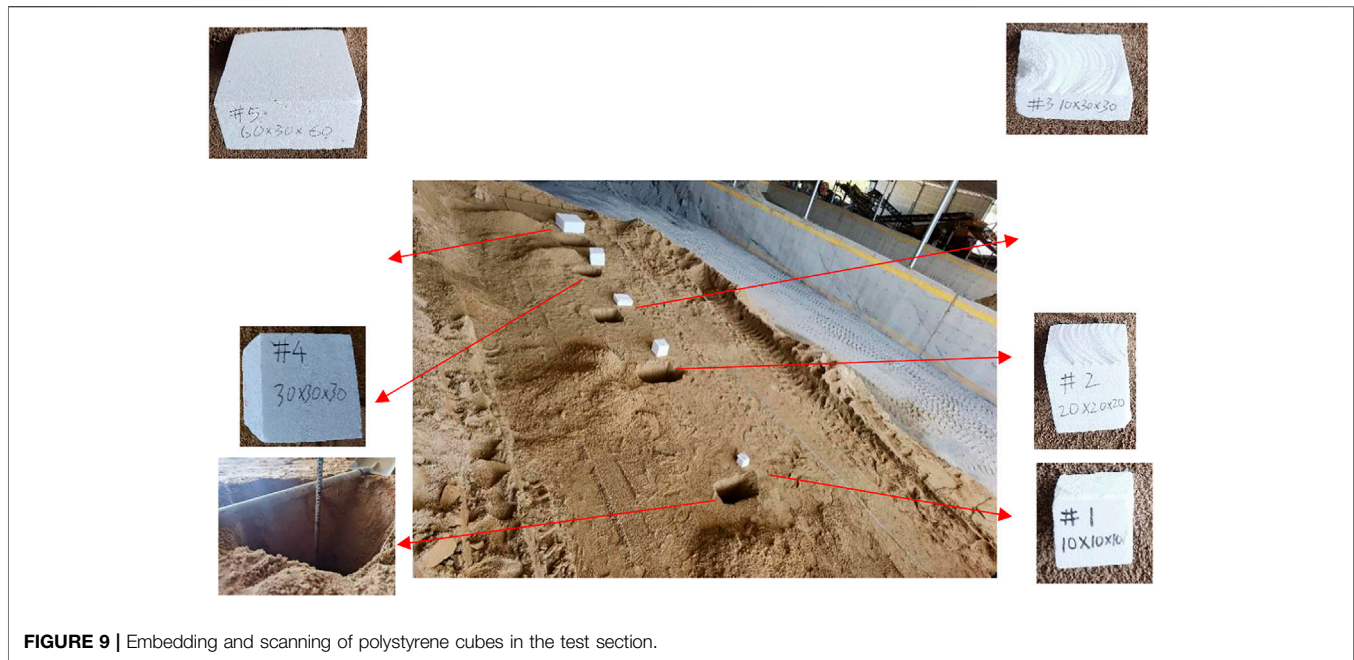 #5
60x30x60
#3 10x30x30
#4
30x30x30
#2
20x20x20
#1
10x10x10
FIGURE 9 | Embedding and scanning of polystyrene cubes in the test section.